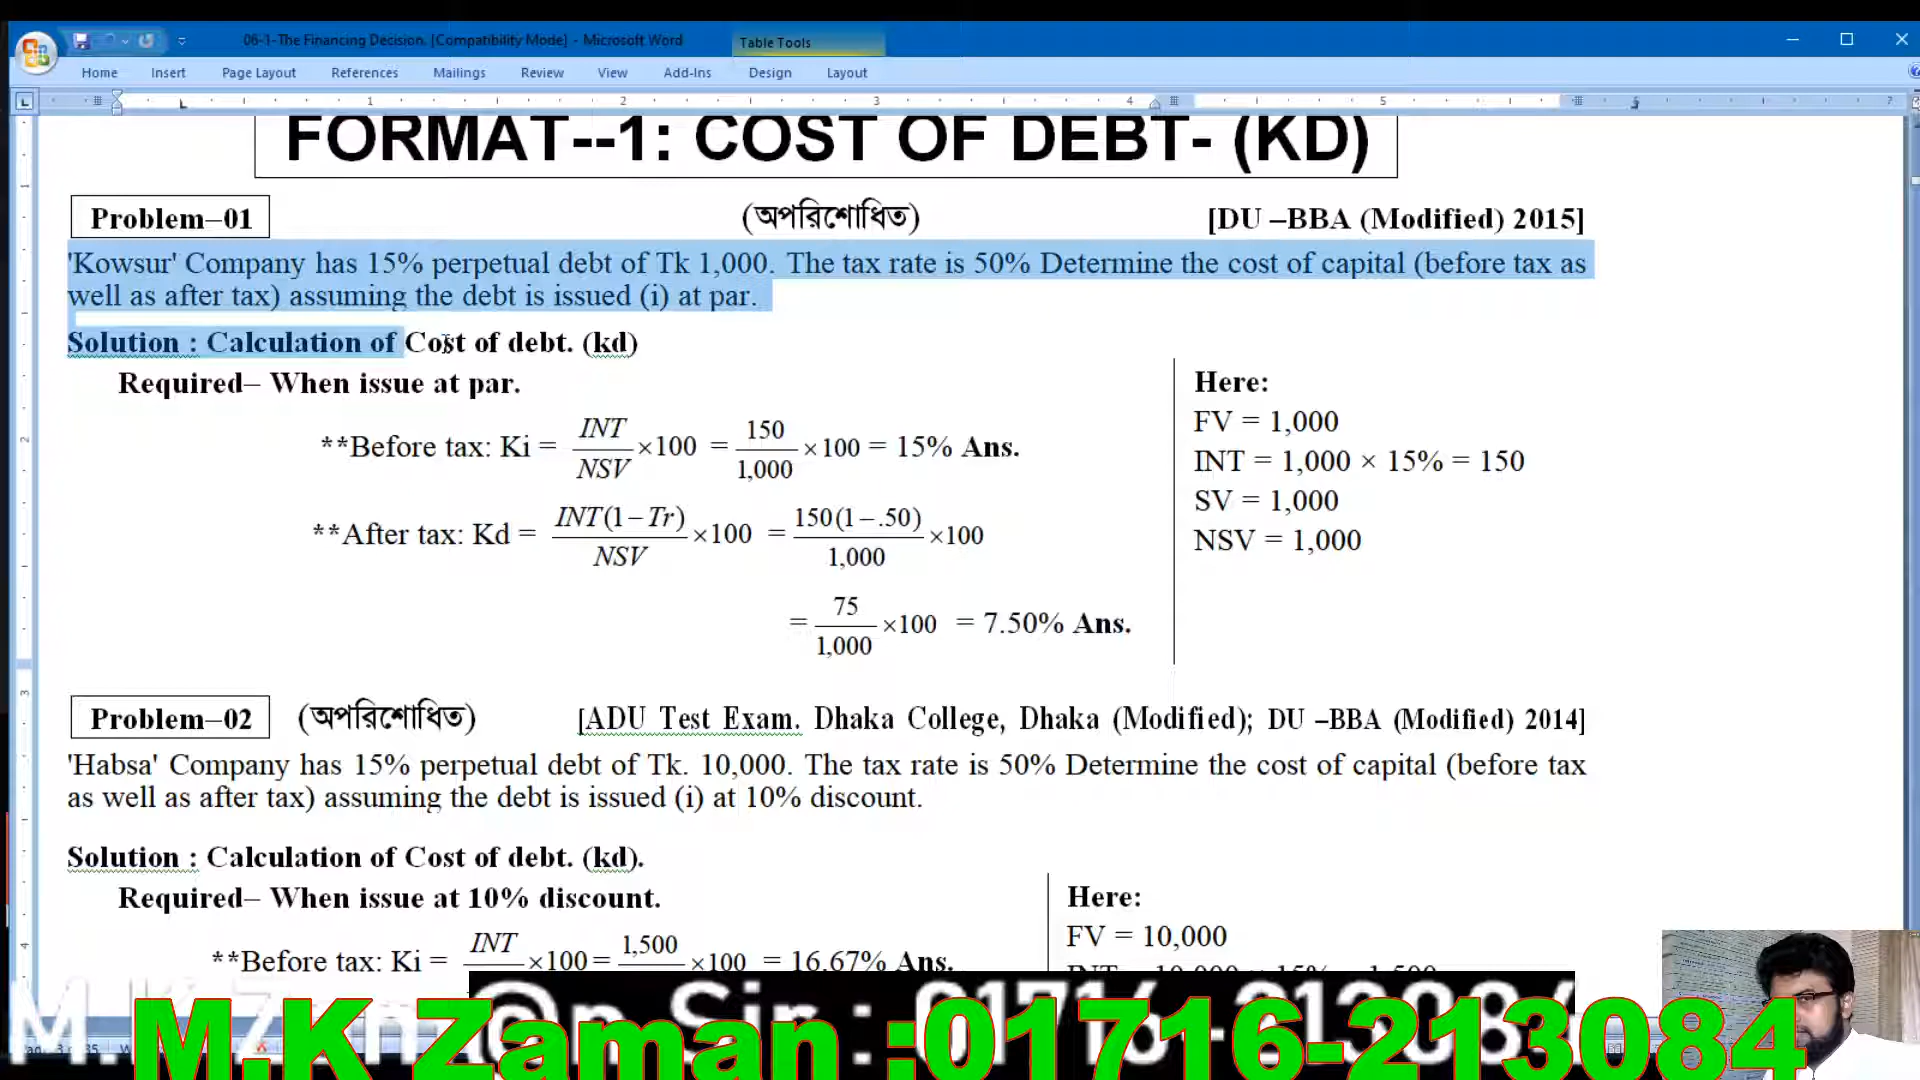 06-1-The Financing Decision. [Compatibility Mode] - Microsoft Word
Table Tools
Home Insert Page Layout References Mailings Review View Add-Ins Design Layout
1 2 3 4 5
FORMAT--1: COST OF DEBT- (KD)
Problem–01 (অপরিশোধিত) [DU –BBA (Modified) 2015]
'Kowsur' Company has 15% perpetual debt of Tk 1,000. The tax rate is 50% Determine the cost of capital (before tax as
well as after tax) assuming the debt is issued (i) at par.
Solution : Calculation of Cost of debt. (kd)
Required– When issue at par.
**Before tax: Ki = INT/NSV ×100 = 150/1,000 ×100 = 15% Ans.
**After tax: Kd = INT(1−Tr)/NSV ×100 = 150(1−.50)/1,000 ×100
= 75/1,000 ×100 = 7.50% Ans.
Here:
FV = 1,000
INT = 1,000 × 15% = 150
SV = 1,000
NSV = 1,000
Problem–02 (অপরিশোধিত) [ADU Test Exam. Dhaka College, Dhaka (Modified); DU –BBA (Modified) 2014]
'Habsa' Company has 15% perpetual debt of Tk. 10,000. The tax rate is 50% Determine the cost of capital (before tax
as well as after tax) assuming the debt is issued (i) at 10% discount.
Solution : Calculation of Cost of debt. (kd).
Required– When issue at 10% discount.
**Before tax: Ki = INT ×100= 1,500 ×100 = 16.67% Ans.
Here:
FV = 10,000
M.K Zaman :01716-213084